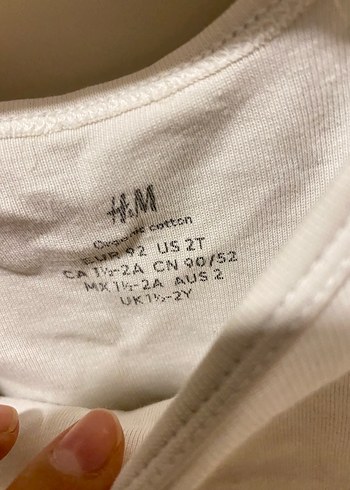 H&M
Organic cotton
EUR 92 US 2T
CA 1½-2A CN 90/52
MX 1½-2A AUS 2
UK 1½-2Y